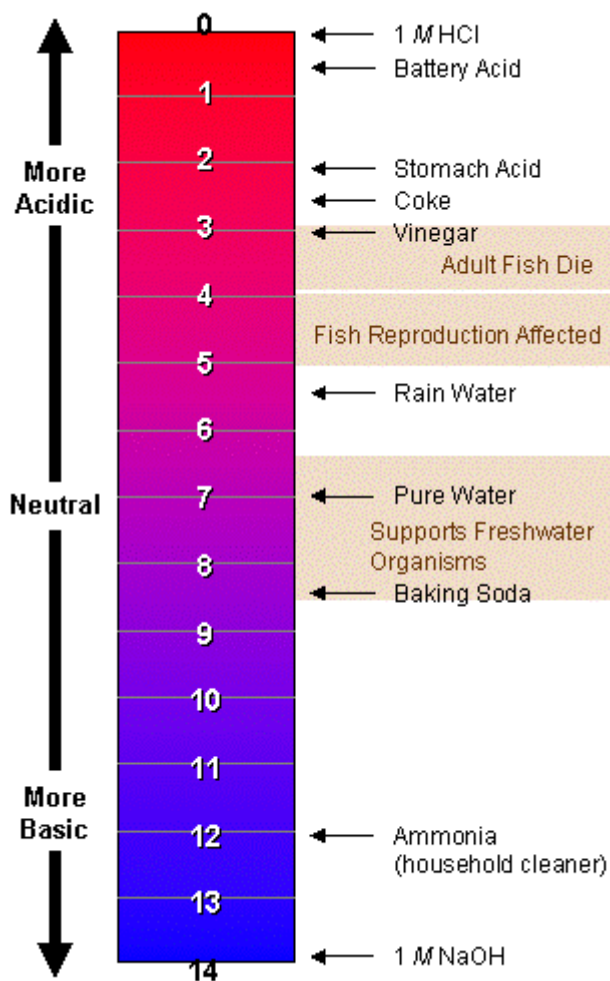 0
1 M HCl
Battery Acid
1
More
Acidic
2
Stomach Acid
Coke
3
Vinegar
Adult Fish Die
4
Fish Reproduction Affected
5
Rain Water
6
Neutral
7
Pure Water
Supports Freshwater
Organisms
8
Baking Soda
9
10
11
More
Basic
12
Ammonia
(household cleaner)
13
14
1 M NaOH